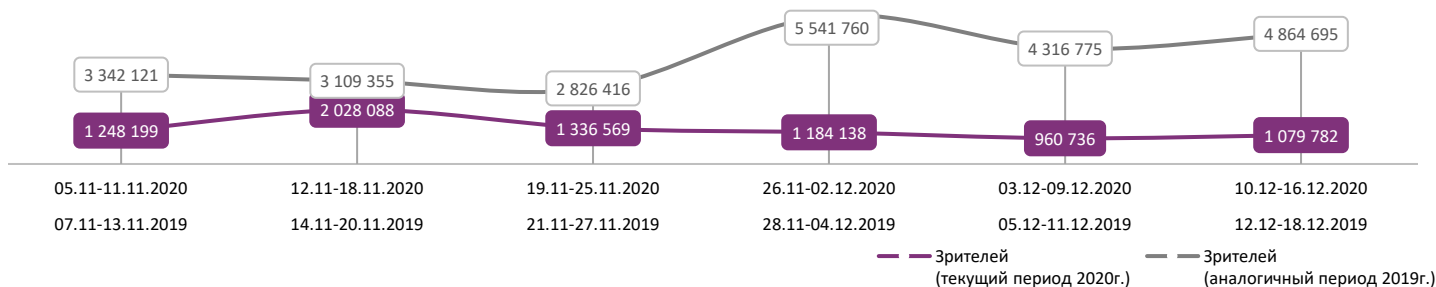 5 541 760
4 864 695
4 316 775
3 342 121
3 109 355
2 826 416
2 028 088
1 248 199
1 336 569
1 184 138
960 736
1 079 782
05.11-11.11.2020
12.11-18.11.2020
19.11-25.11.2020
26.11-02.12.2020
03.12-09.12.2020
10.12-16.12.2020
07.11-13.11.2019
14.11-20.11.2019
21.11-27.11.2019
28.11-04.12.2019
05.12-11.12.2019
12.12-18.12.2019
Зрителей
(текущий период 2020г.)
Зрителей
(аналогичный период 2019г.)